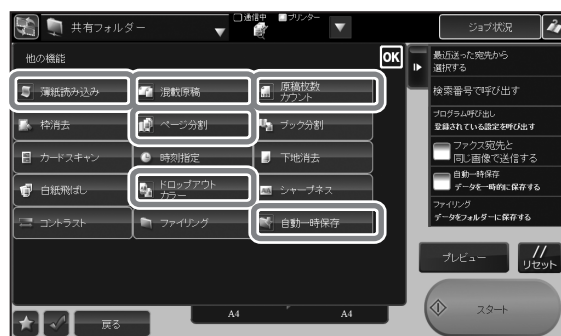 共有フォルダー
通信中
プリンター
ジョブ状況
他の機能
OK
薄紙読み込み
混載原稿
原稿枚数
カウント
枠消去
ページ分割
ブック分割
カードスキャン
時刻指定
下地消去
白紙飛ばし
ドロップアウト
カラー
シャープネス
コントラスト
ファイリング
自動一時保存
戻る
A4
A4
最近送った宛先から
選択する
検索番号で呼び出す
プログラム呼び出し
登録されている設定を呼び出す
ファクス宛先と
同じ画像で送信する
自動一時保存
データを一時的に保存する
ファイリング
データをフォルダーに保存する
プレビュー
リセット
スタート